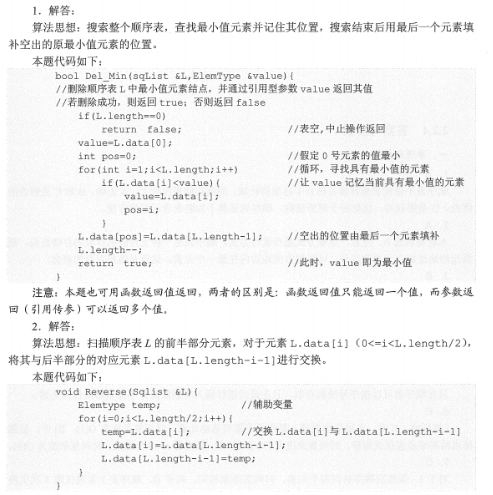 1．解答：
算法思想：搜索整个顺序表，查找最小值元素并记住其位置，搜索结束后用最后一个元素填
补空出的原最小值元素的位置。
本题代码如下：
bool Del_Min(sqList &L,ElemType &value){
//删除顺序表L中最小值元素结点，并通过引用型参数value返回其值
//若删除成功，则返回true；否则返回false
if(L.length==0)
return false; //表空,中止操作返回
value=L.data[0];
int pos=0; //假定0号元素的值最小
for(int i=1;i<L.length;i++) //循环，寻找具有最小值的元素
if(L.data[i]<value){ //让value记忆当前具有最小值的元素
value=L.data[i];
pos=i;
}
L.data[pos]=L.data[L.length-1]; //空出的位置由最后一个元素填补
L.length--;
return true; //此时，value即为最小值
}
注意：本题也可用函数返回值返回，两者的区别是：函数返回值只能返回一个值，而参数返
回（引用传参）可以返回多个值。
2．解答：
算法思想：扫描顺序表L的前半部分元素，对于元素L.data[i]（0<=i<L.length/2），
将其与后半部分的对应元素L.data[L.length-i-1]进行交换。
本题代码如下：
void Reverse(Sqlist &L){
Elemtype temp; //辅助变量
for(i=0;i<L.length/2;i++){
temp=L.data[i]; //交换L.data[i]与L.data[L.length-i-1]
L.data[i]=L.data[L.length-i-1];
L.data[L.length-i-1]=temp;
}
}